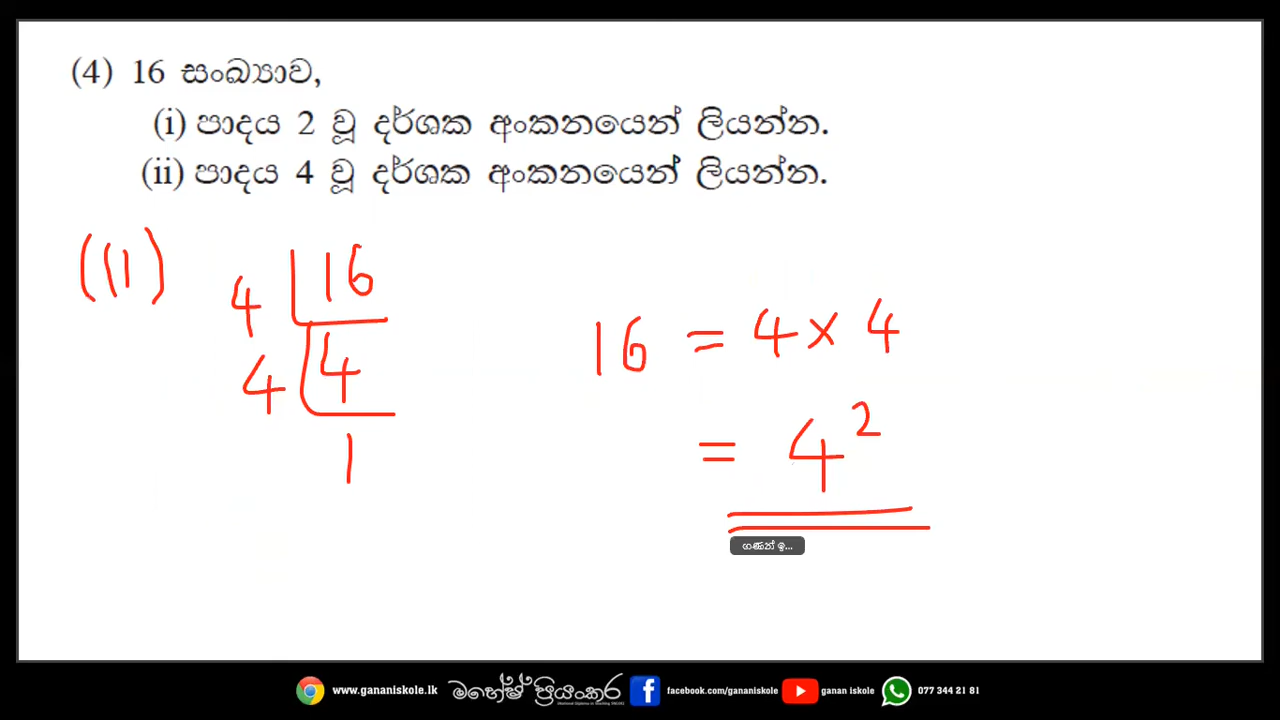 (4) 16 සංඛ්‍යාව,
(i) පාදය 2 වූ දර්ශක අංකනයෙන් ලියන්න.
(ii) පාදය 4 වූ දර්ශක අංකනයෙන් ලියන්න.
(ii)
4 | 16
4 | 4
1
16 = 4 × 4
= 4²
ගණන් ඉ...
www.gananiskole.lk මහේෂ් ප්‍රියංකර facebook.com/gananiskole ganan iskole 077 344 21 81